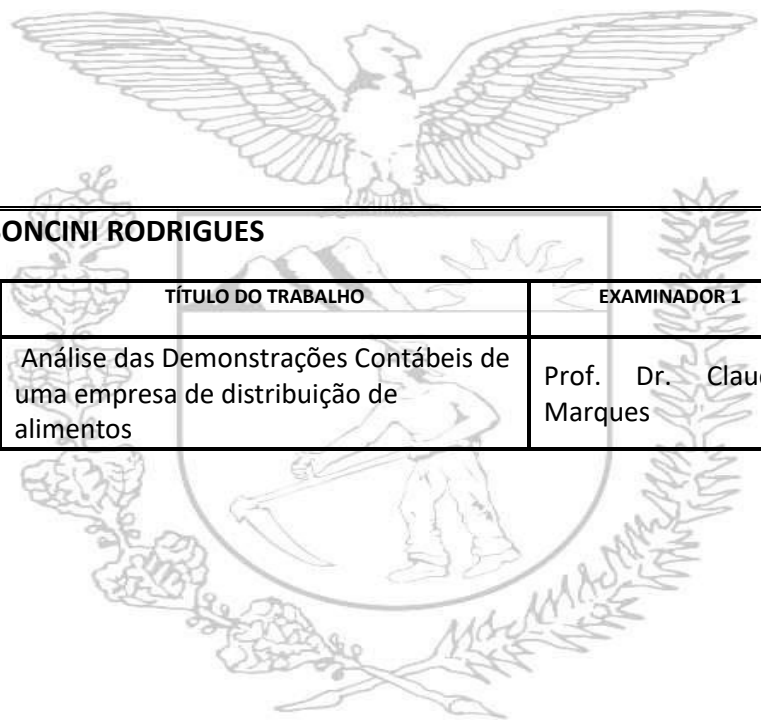 ONCINI RODRIGUES
TÍTULO DO TRABALHO
EXAMINADOR 1
Análise das Demonstrações Contábeis de
uma empresa de distribuição de
alimentos
Prof. Dr.
Marques